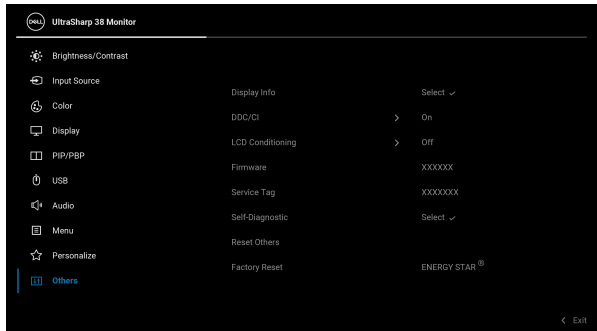 DELL UltraSharp 38 Monitor
Brightness/Contrast
Input Source
Color
Display
PIP/PBP
USB
Audio
Menu
Personalize
Others
Display Info Select
DDC/CI On
LCD Conditioning Off
Firmware XXXXXX
Service Tag XXXXXXX
Self-Diagnostic Select
Reset Others
Factory Reset ENERGY STAR®
Exit